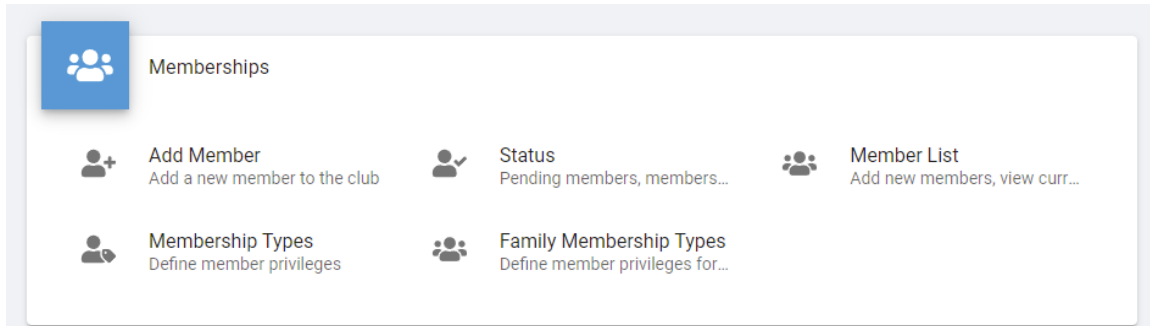 Memberships
Add Member
Add a new member to the club
Status
Pending members, members...
Member List
Add new members, view curr...
Membership Types
Define member privileges
Family Membership Types
Define member privileges for...